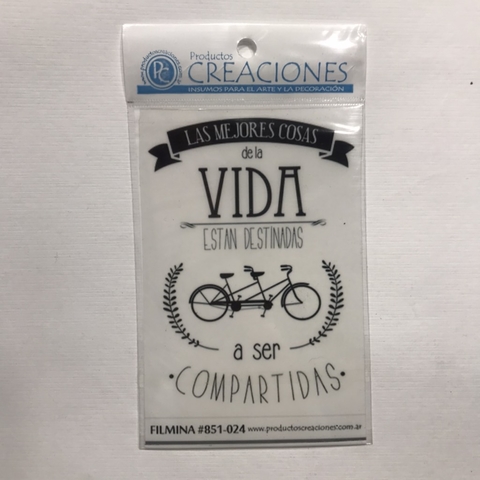 Productos
CREACIONES
INSUMOS PARA EL ARTE Y LA DECORACIÓN
PC
LAS MEJORES COSAS
de la
VIDA
ESTAN DESTINADAS
a ser
•COMPARTIDAS•
FILMINA #851-024 www.productoscreaciones.com.ar